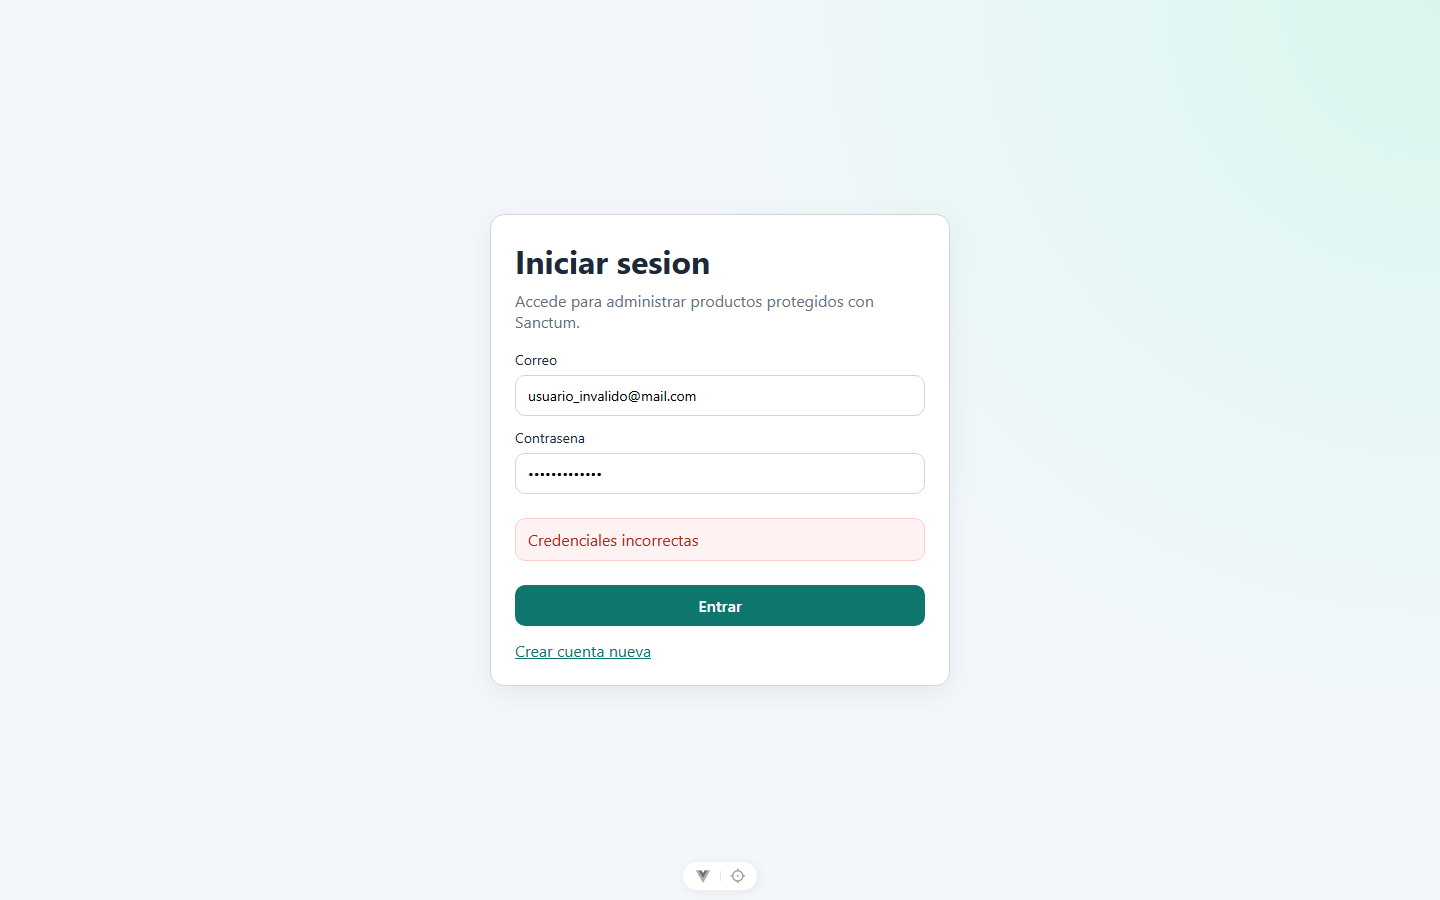 Iniciar sesion
Accede para administrar productos protegidos con
Sanctum.
Correo
usuario_invalido@mail.com
Contrasena
•••••••••••••
Credenciales incorrectas
Entrar
Crear cuenta nueva